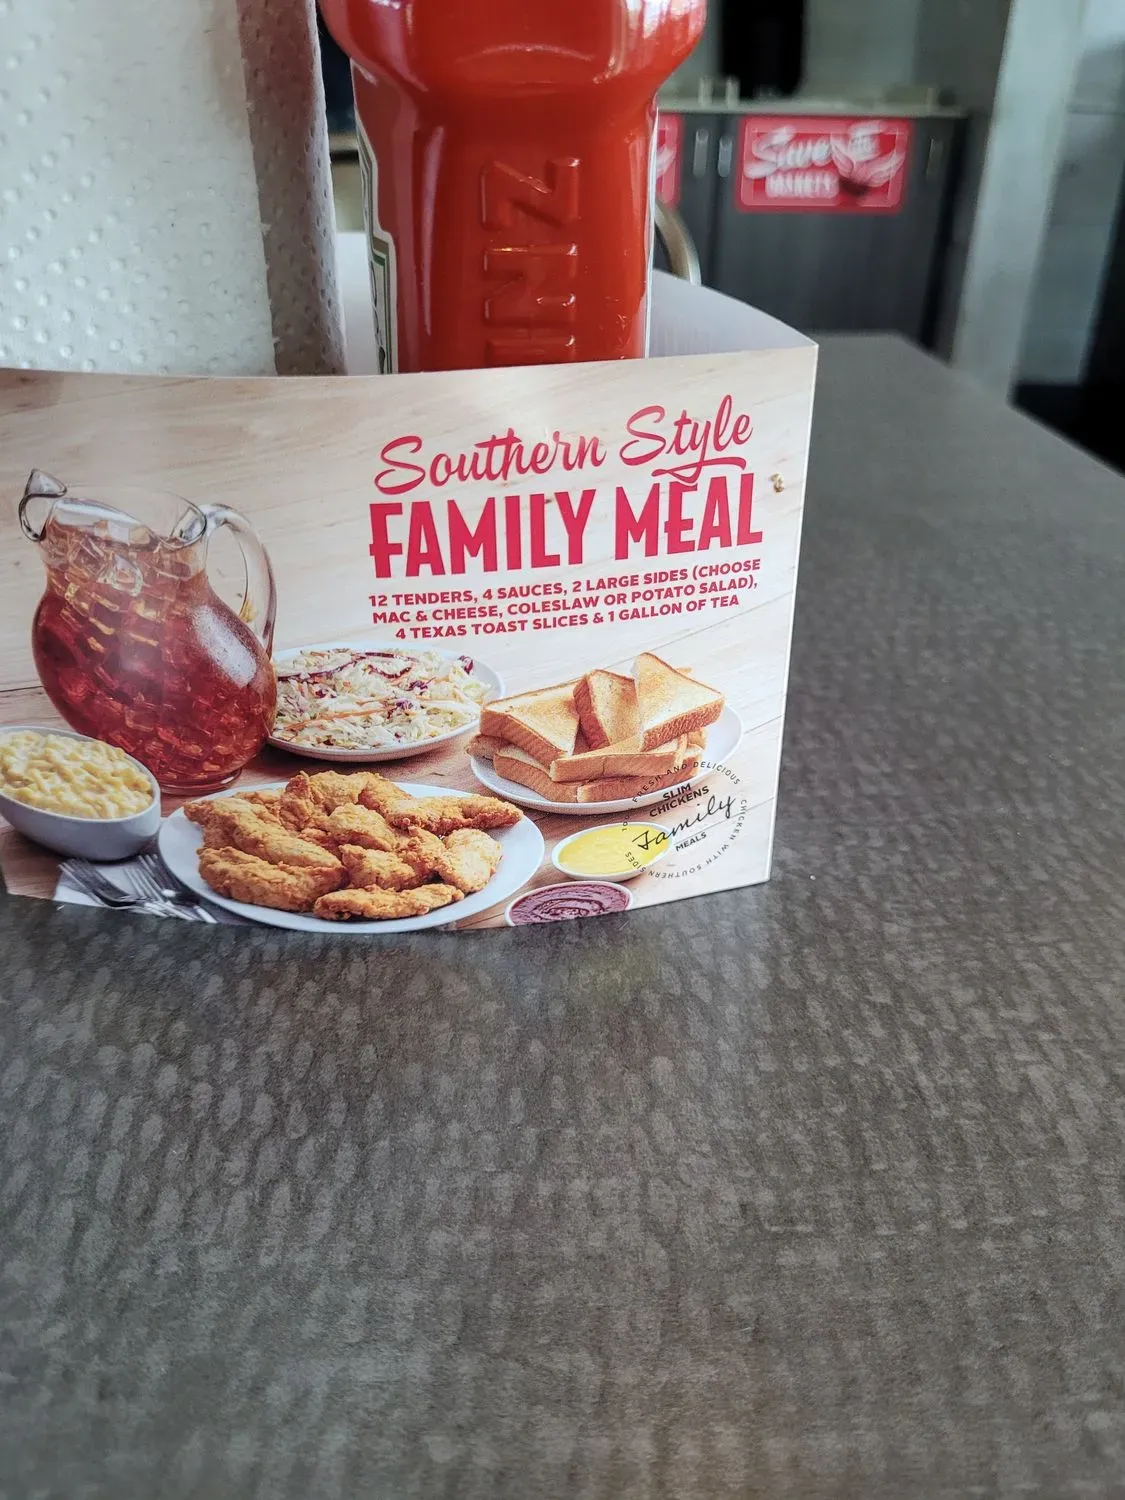 INZ
Save
BASKETS
Southern Style
FAMILY MEAL
12 TENDERS, 4 SAUCES, 2 LARGE SIDES (CHOOSE
MAC & CHEESE, COLESLAW OR POTATO SALAD),
4 TEXAS TOAST SLICES & 1 GALLON OF TEA
FRESH AND DELICIOUS
CHICKEN WITH SOUTHERN SIDES
SLIM
CHICKENS
Family
MEALS